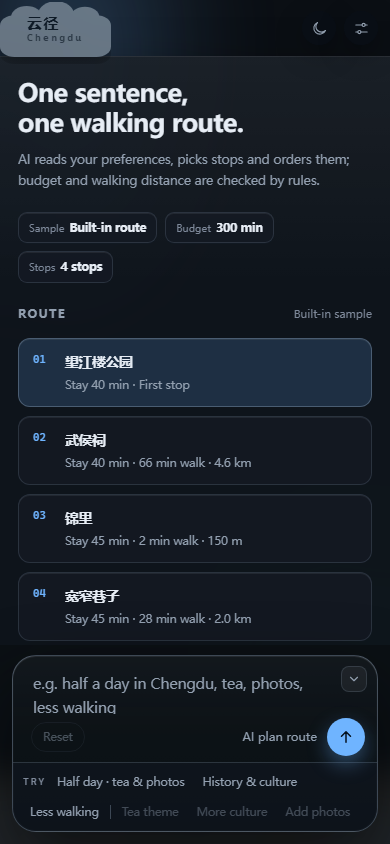 云径
Chengdu
One sentence,
one walking route.
AI reads your preferences, picks stops and orders them;
budget and walking distance are checked by rules.
Sample Built-in route
Budget 300 min
Stops 4 stops
ROUTE
Built-in sample
01 望江楼公园
Stay 40 min · First stop
02 武侯祠
Stay 40 min · 66 min walk · 4.6 km
03 锦里
Stay 45 min · 2 min walk · 150 m
04 宽窄巷子
Stay 45 min · 28 min walk · 2.0 km
e.g. half a day in Chengdu, tea, photos,
less walking
Reset
AI plan route
TRY Half day · tea & photos History & culture
Less walking Tea theme More culture Add photos